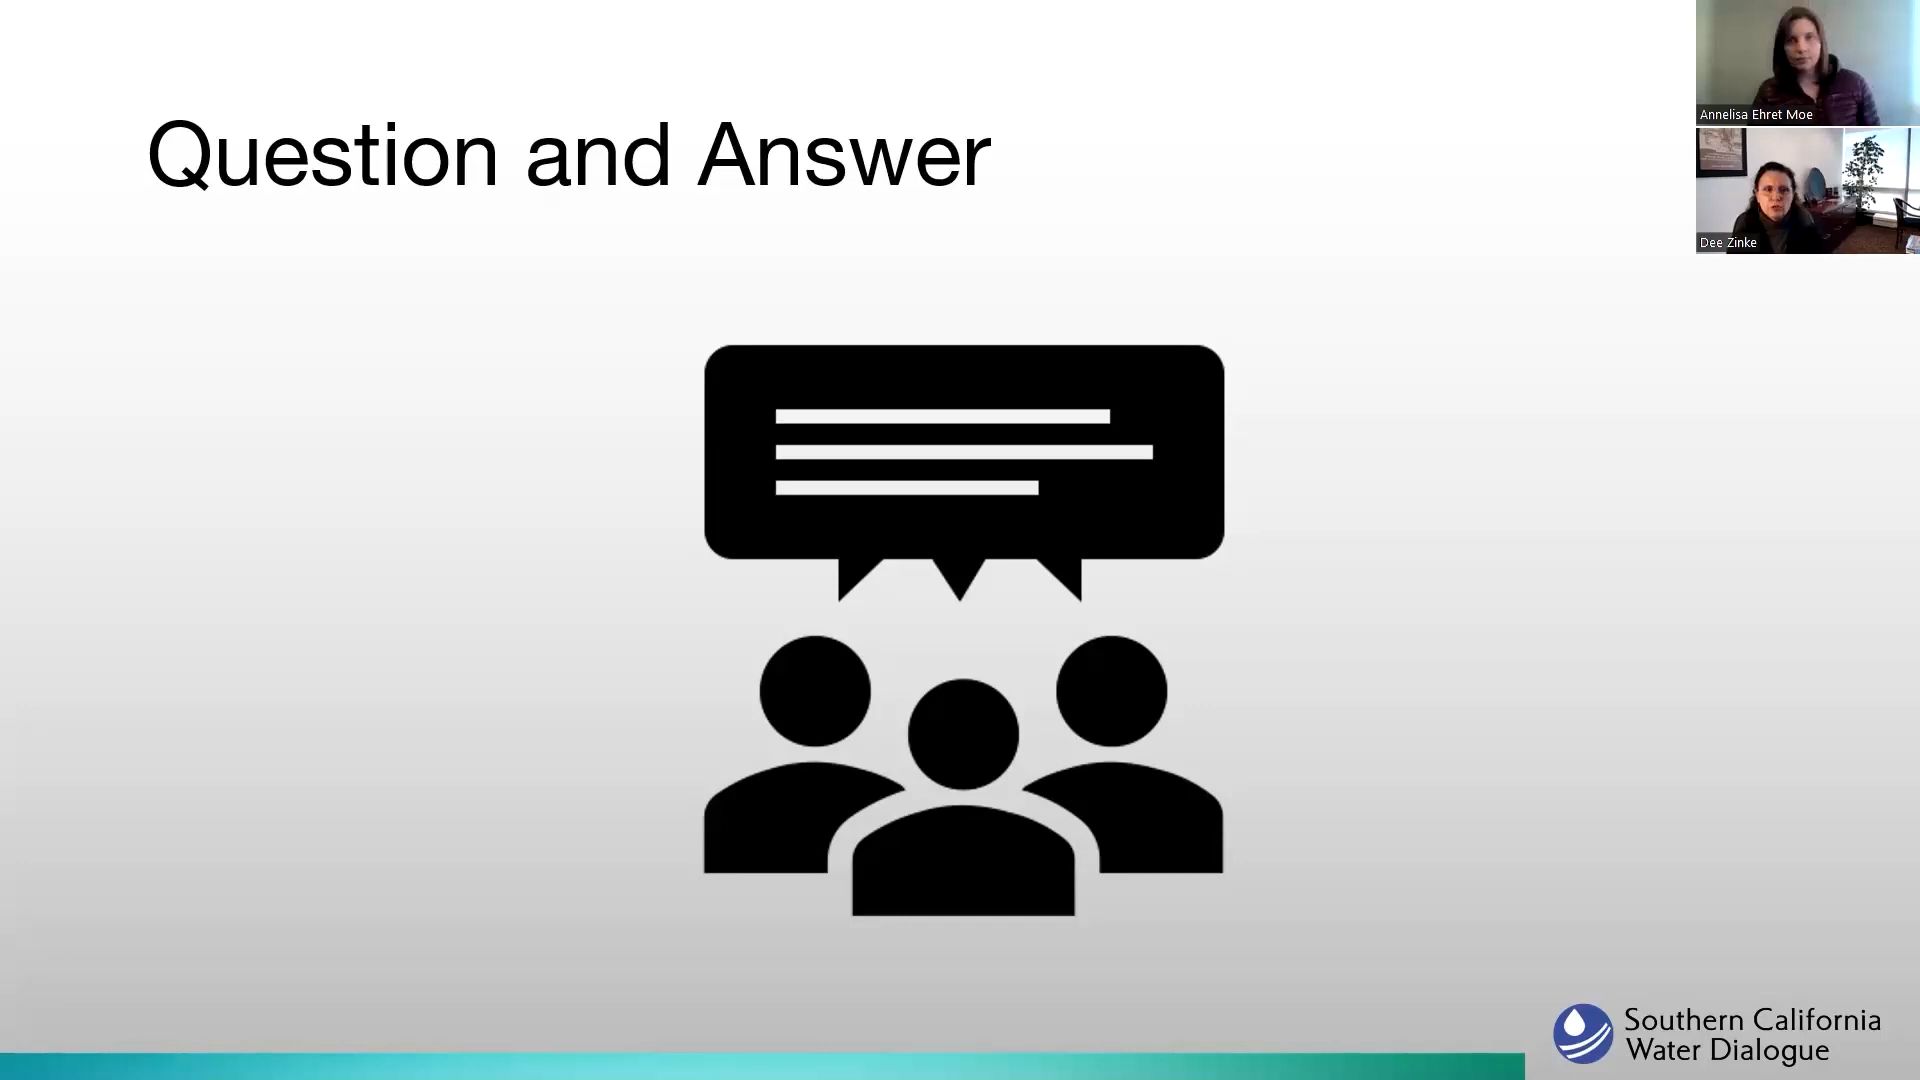 Question and Answer
Annelisa Ehret Moe
Dee Zinke
Southern California
Water Dialogue